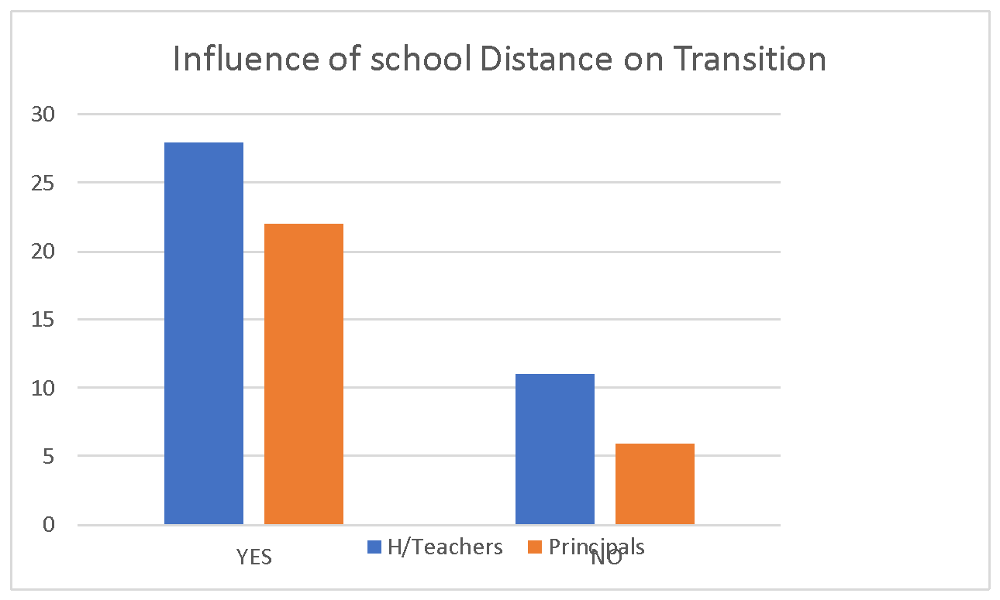 Influence of school Distance on Transition
30
25
20
15
10
5
0
YES
NO
H/Teachers
Principals